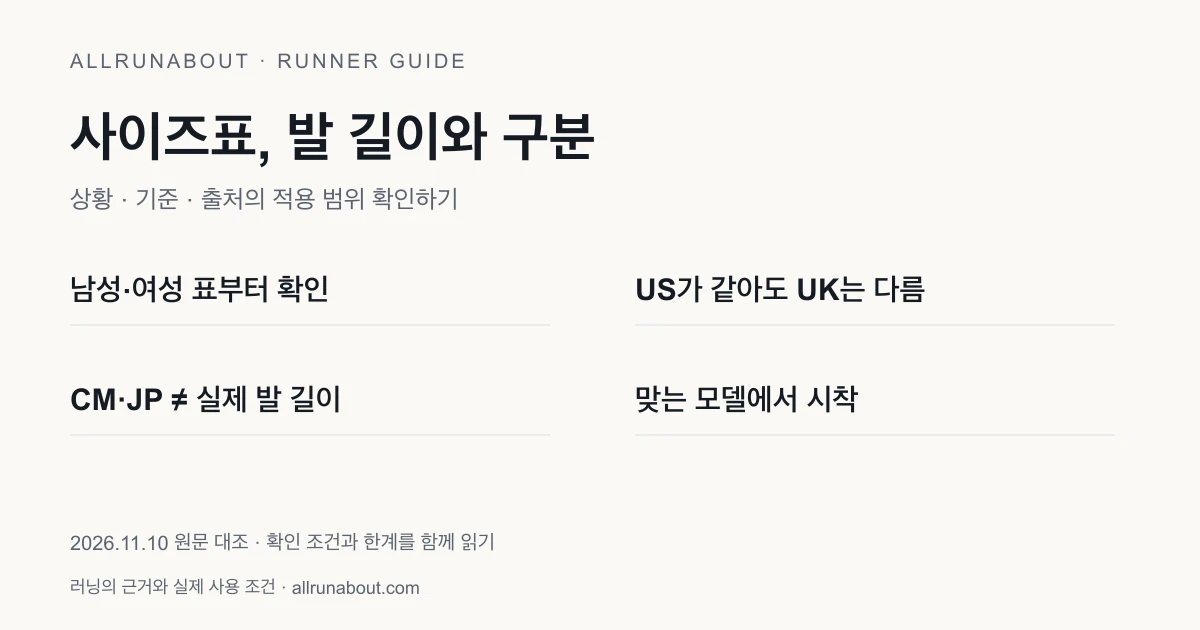 ALLRUNABOUT · RUNNER GUIDE
사이즈표, 발 길이와 구분
상황 · 기준 · 출처의 적용 범위 확인하기
남성·여성 표부터 확인
US가 같아도 UK는 다름
CM·JP ≠ 실제 발 길이
맞는 모델에서 시작
2026.11.10 원문 대조 · 확인 조건과 한계를 함께 읽기
러닝의 근거와 실제 사용 조건 · allrunabout.com